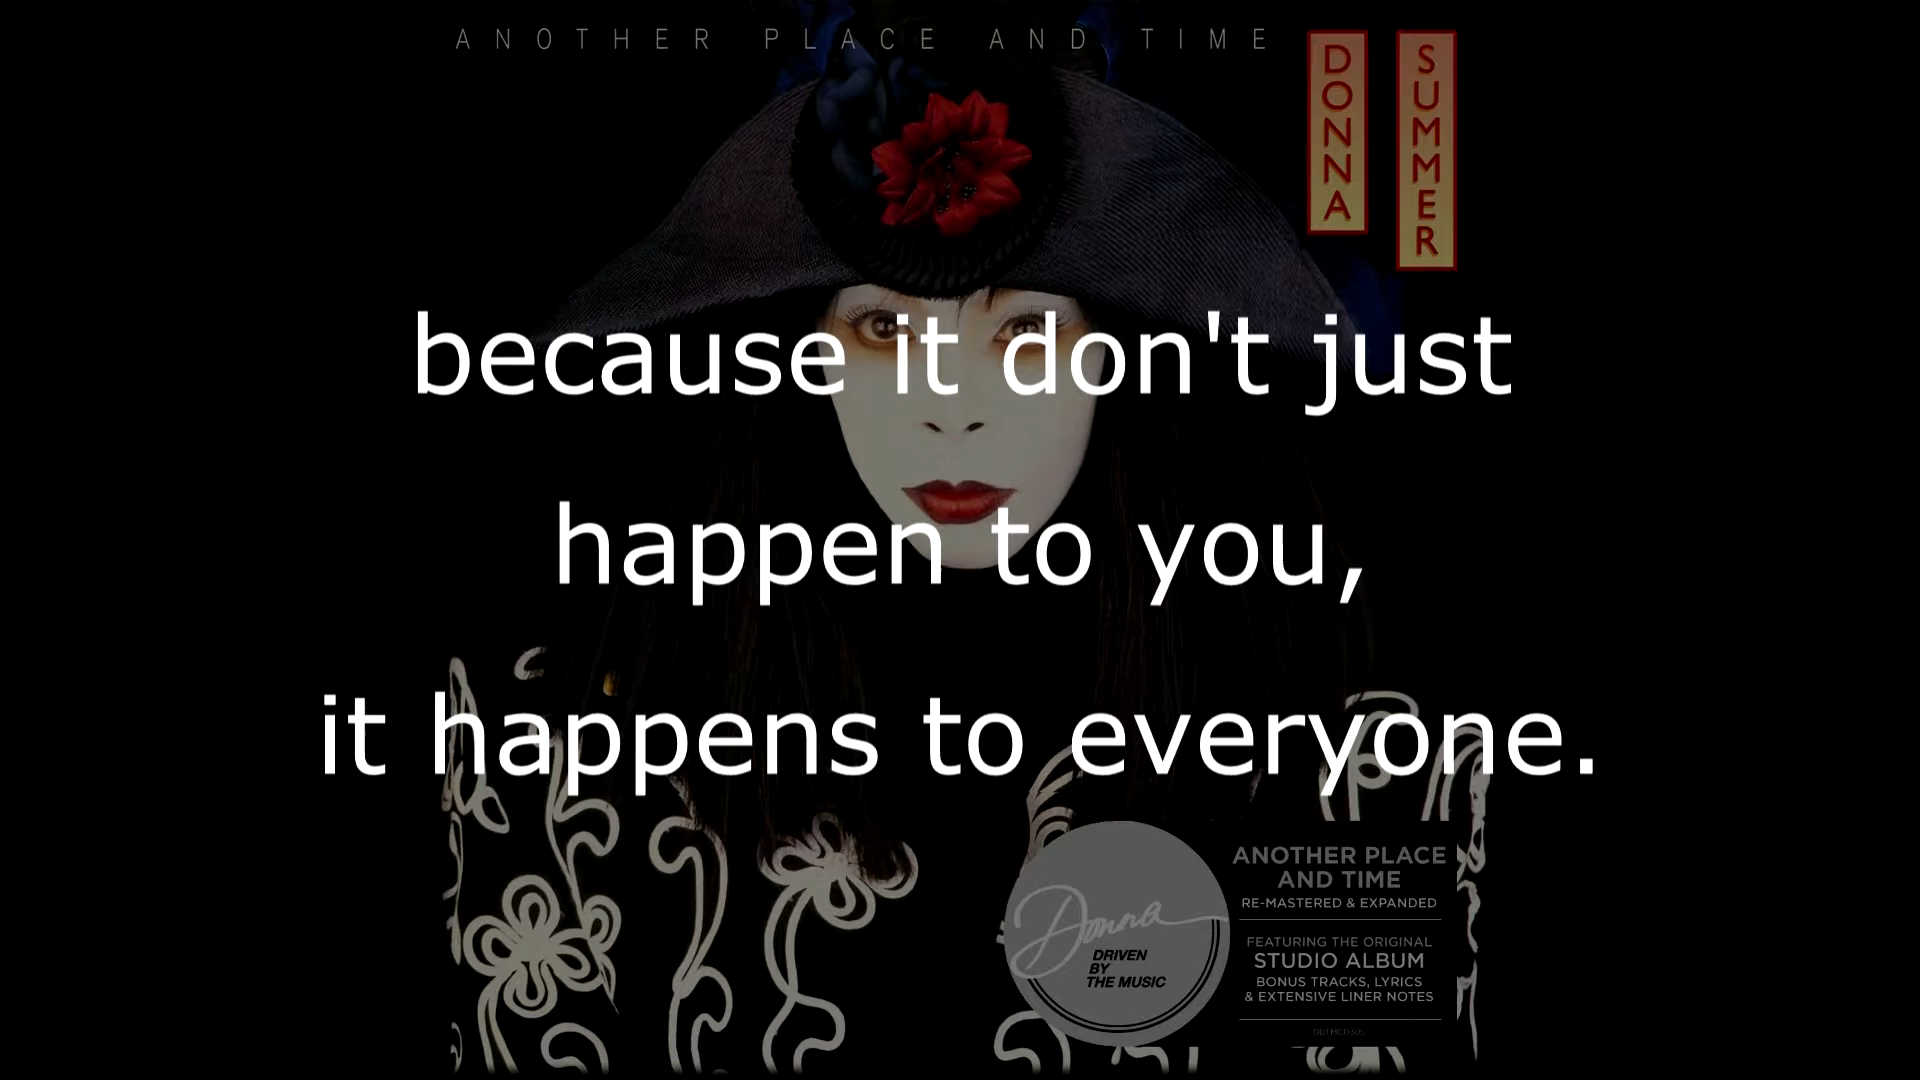 ANOTHER PLACE AND TIME
DONNA
SUMMER
because it don't just
happen to you,
it happens to everyone.
Donna
DRIVEN
BY
THE MUSIC
ANOTHER PLACE
AND TIME
RE-MASTERED & EXPANDED
FEATURING THE ORIGINAL
STUDIO ALBUM
BONUS TRACKS, LYRICS
& EXTENSIVE LINER NOTES